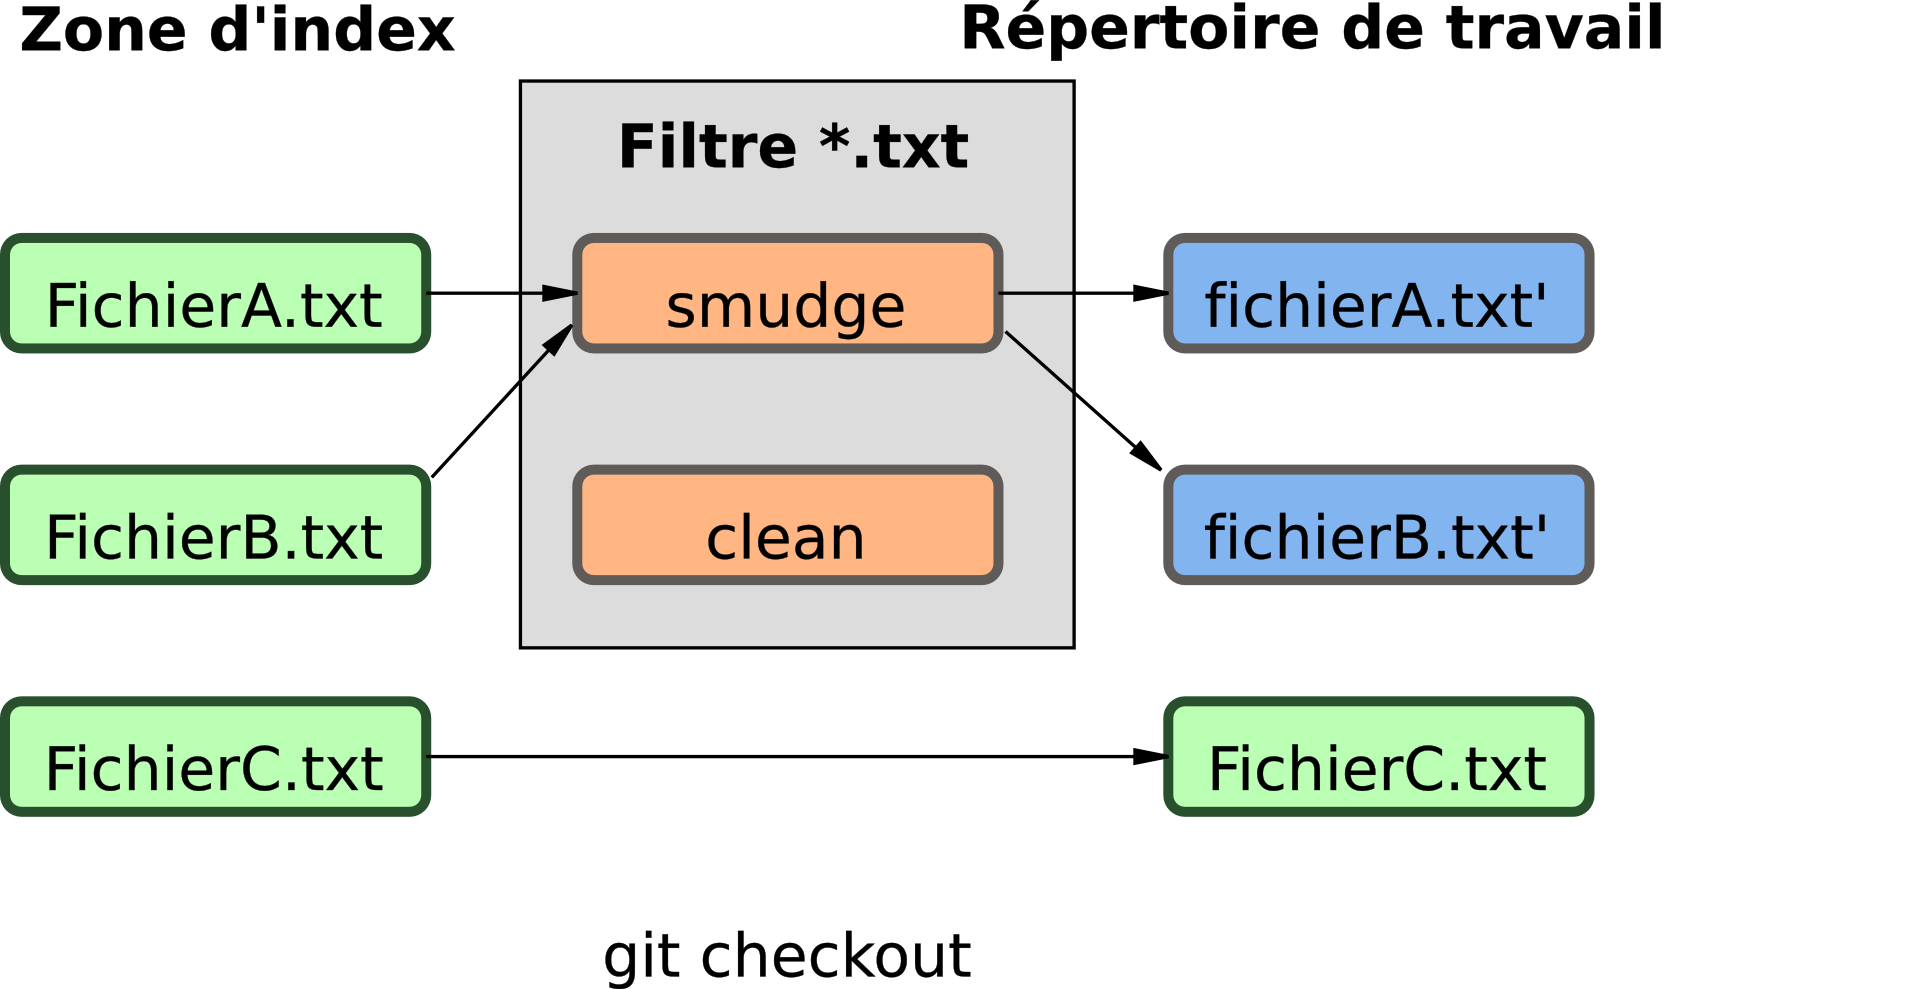 Zone d'index
Répertoire de travail
Filtre *.txt
FichierA.txt
smudge
fichierA.txt'
FichierB.txt
clean
fichierB.txt'
FichierC.txt
FichierC.txt
git checkout